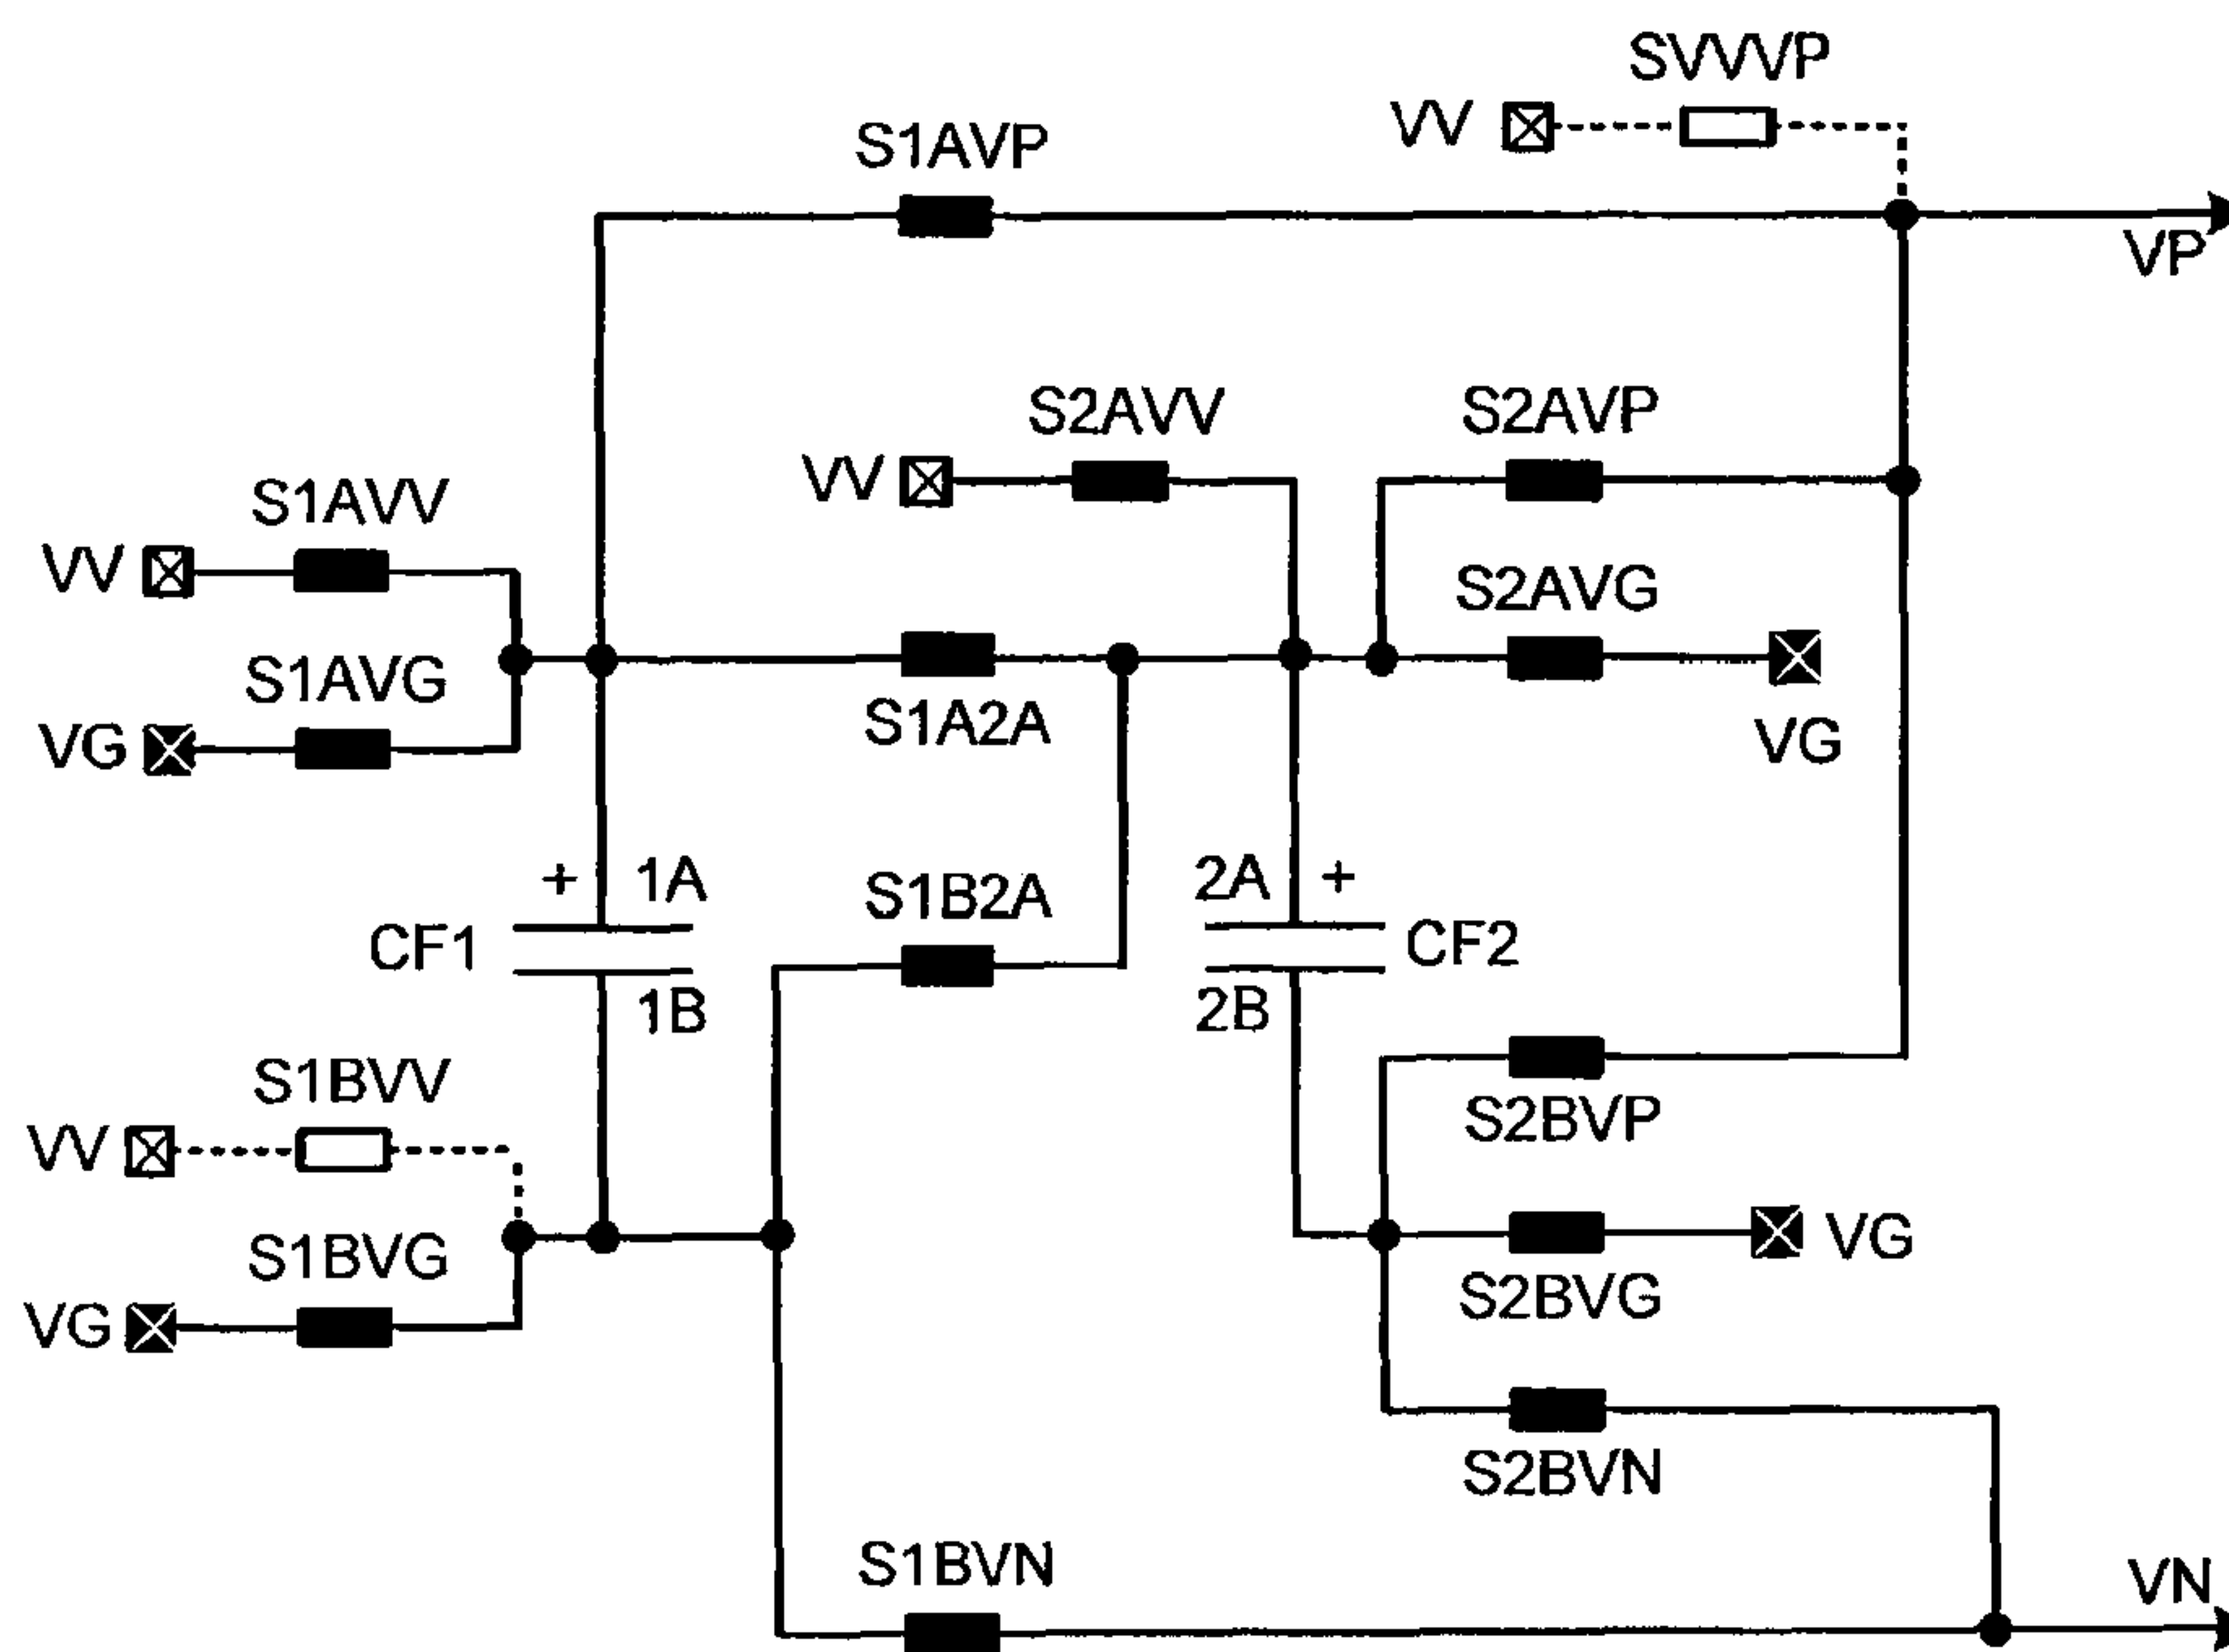 SVVVP
VV
S1AVP
VP
S2AVV
S2AVP
VV
S1AVV
VV
S2AVG
S1AVG
VG
S1A2A
VG
+ 1A
S1B2A
2A +
CF1
CF2
1B
2B
S1BVV
VV
S2BVP
S1BVG
VG
VG
S2BVG
S2BVN
S1BVN
VN